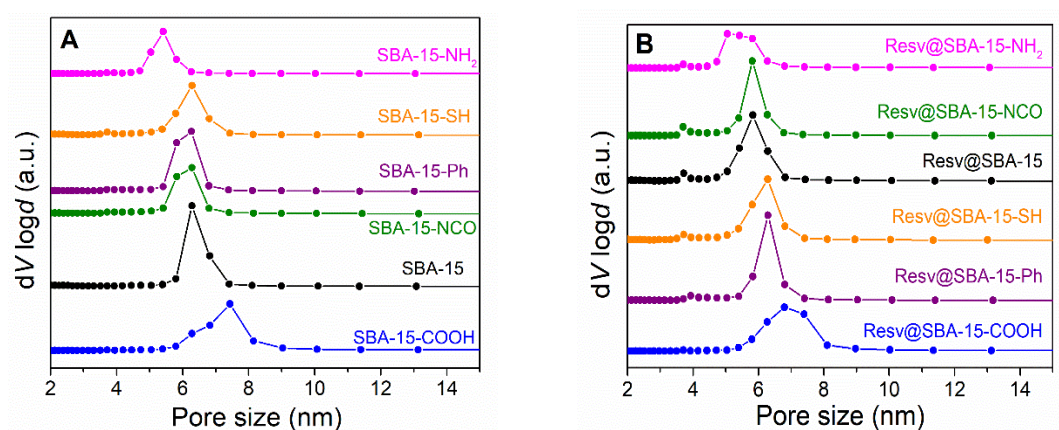 A
SBA-15-NH2
SBA-15-SH
SBA-15-Ph
SBA-15-NCO
SBA-15
SBA-15-COOH
dV logd (a.u.)
2 4 6 8 10 12 14
Pore size (nm)
B
Resv@SBA-15-NH2
Resv@SBA-15-NCO
Resv@SBA-15
Resv@SBA-15-SH
Resv@SBA-15-Ph
Resv@SBA-15-COOH
dV logd (a.u.)
2 4 6 8 10 12 14
Pore size (nm)